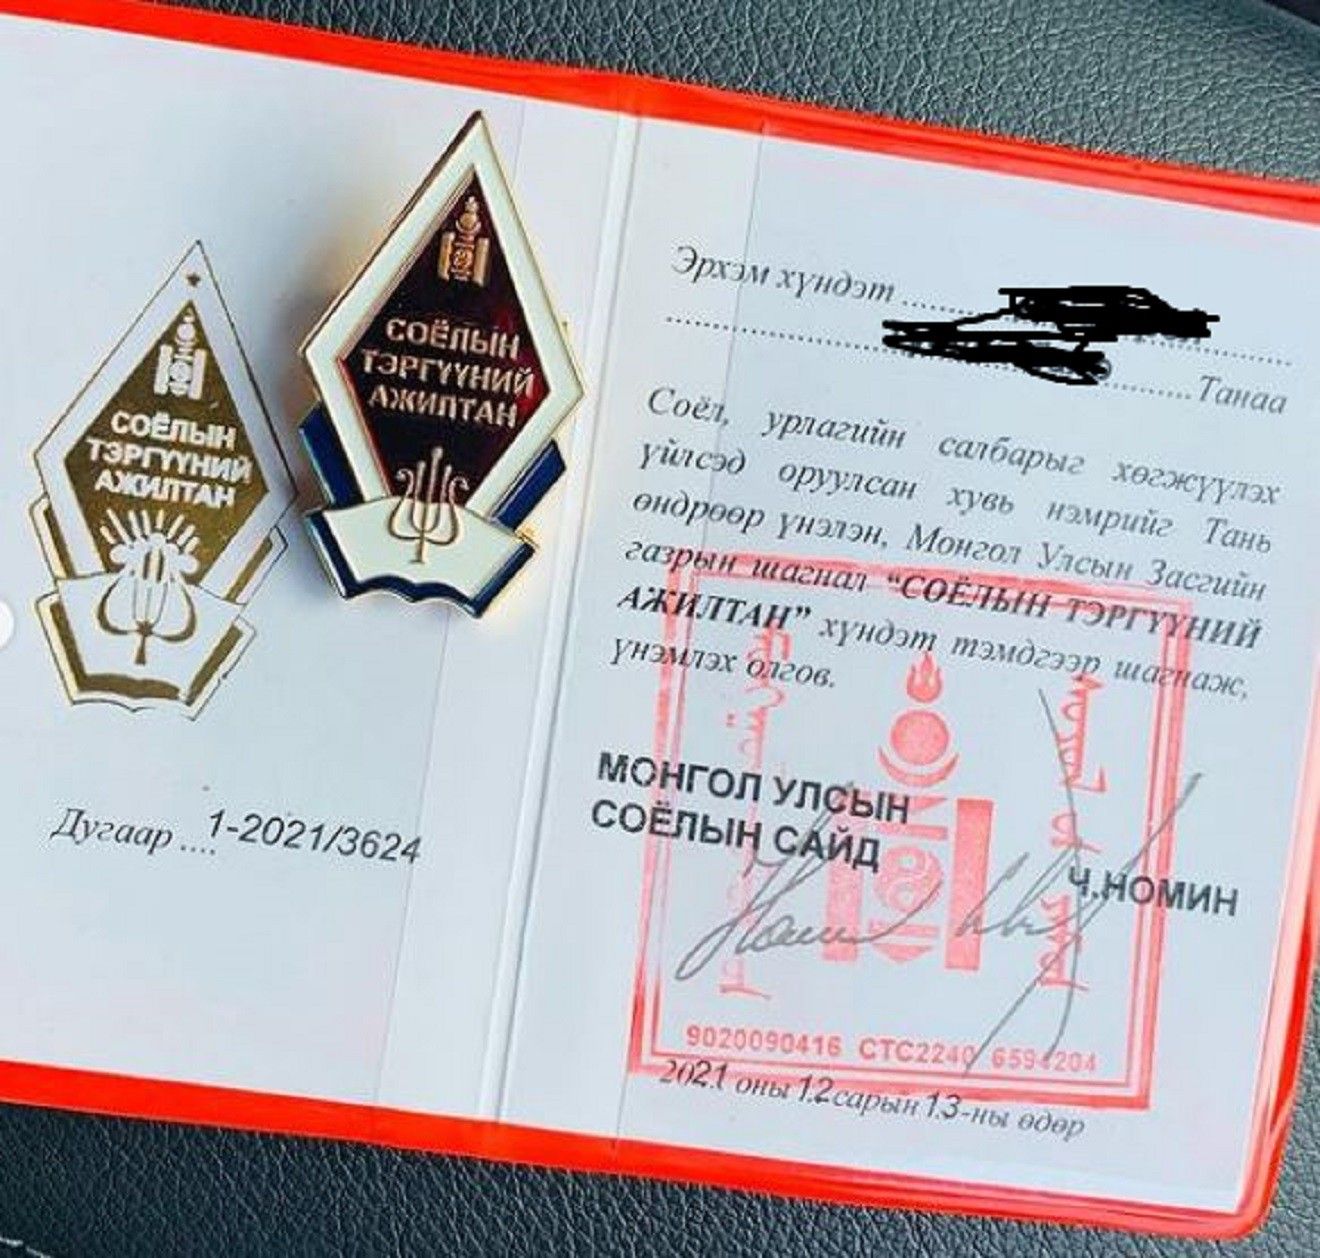 СОЁЛЫН
ТЭРГҮҮНИЙ
АЖИЛТАН
СОЁЛЫН
ТЭРГҮҮНИЙ
АЖИЛТАН
Дугаар .... 1-2021/3624
Эрхэм хүндэт
Танаа
Соёл, урлагийн салбарыг хөгжүүлэх
үйлсэд оруулсан хувь нэмрийг Тань
өндрөөр үнэлэн, Монгол Улсын Засгийн
газрын шагнал “СОЁЛЫН ТЭРГҮҮНИЙ
АЖИЛТАН” хүндэт тэмдгээр шагнаж,
үнэмлэх олгов.
МОНГОЛ УЛСЫН
СОЁЛЫН САЙД
Ч.НОМИН
9020090416 СТС2240 6594204
2021 оны 12 сарын 13-ны өдөр